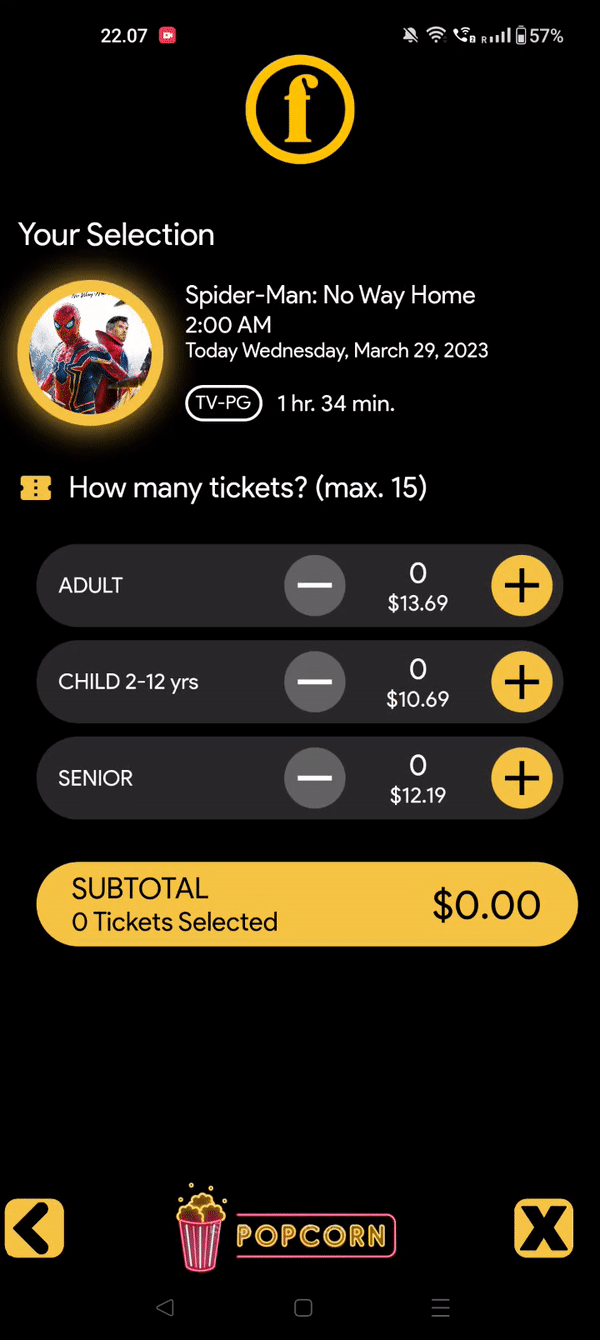 22.07
R
57%
f
Your Selection
No Way H
Spider-Man: No Way Home
2:00 AM
Today Wednesday, March 29, 2023
TV-PG 1 hr. 34 min.
How many tickets? (max. 15)
ADULT
0
$13.69
CHILD 2-12 yrs
0
$10.69
SENIOR
0
$12.19
SUBTOTAL
0 Tickets Selected
$0.00
POPCORN
X